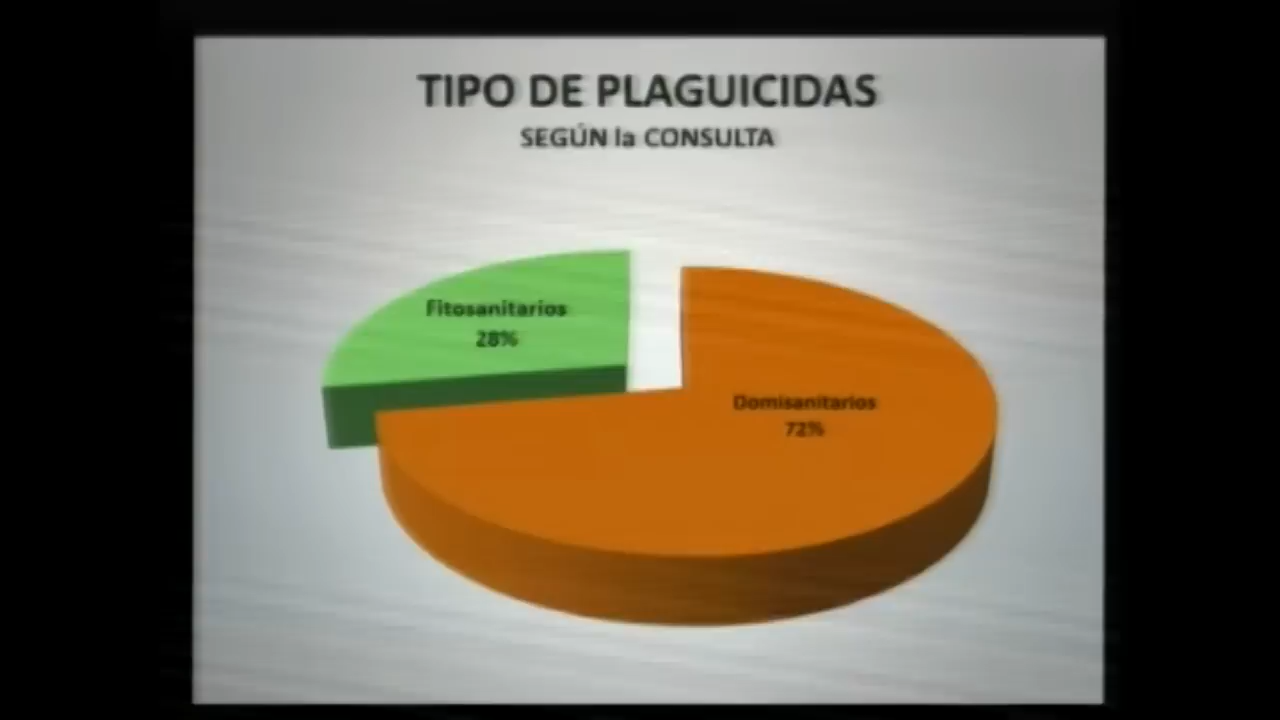 TIPO DE PLAGUICIDAS
SEGÚN la CONSULTA
Fitosanitarios
28%
Domisanitarios
72%